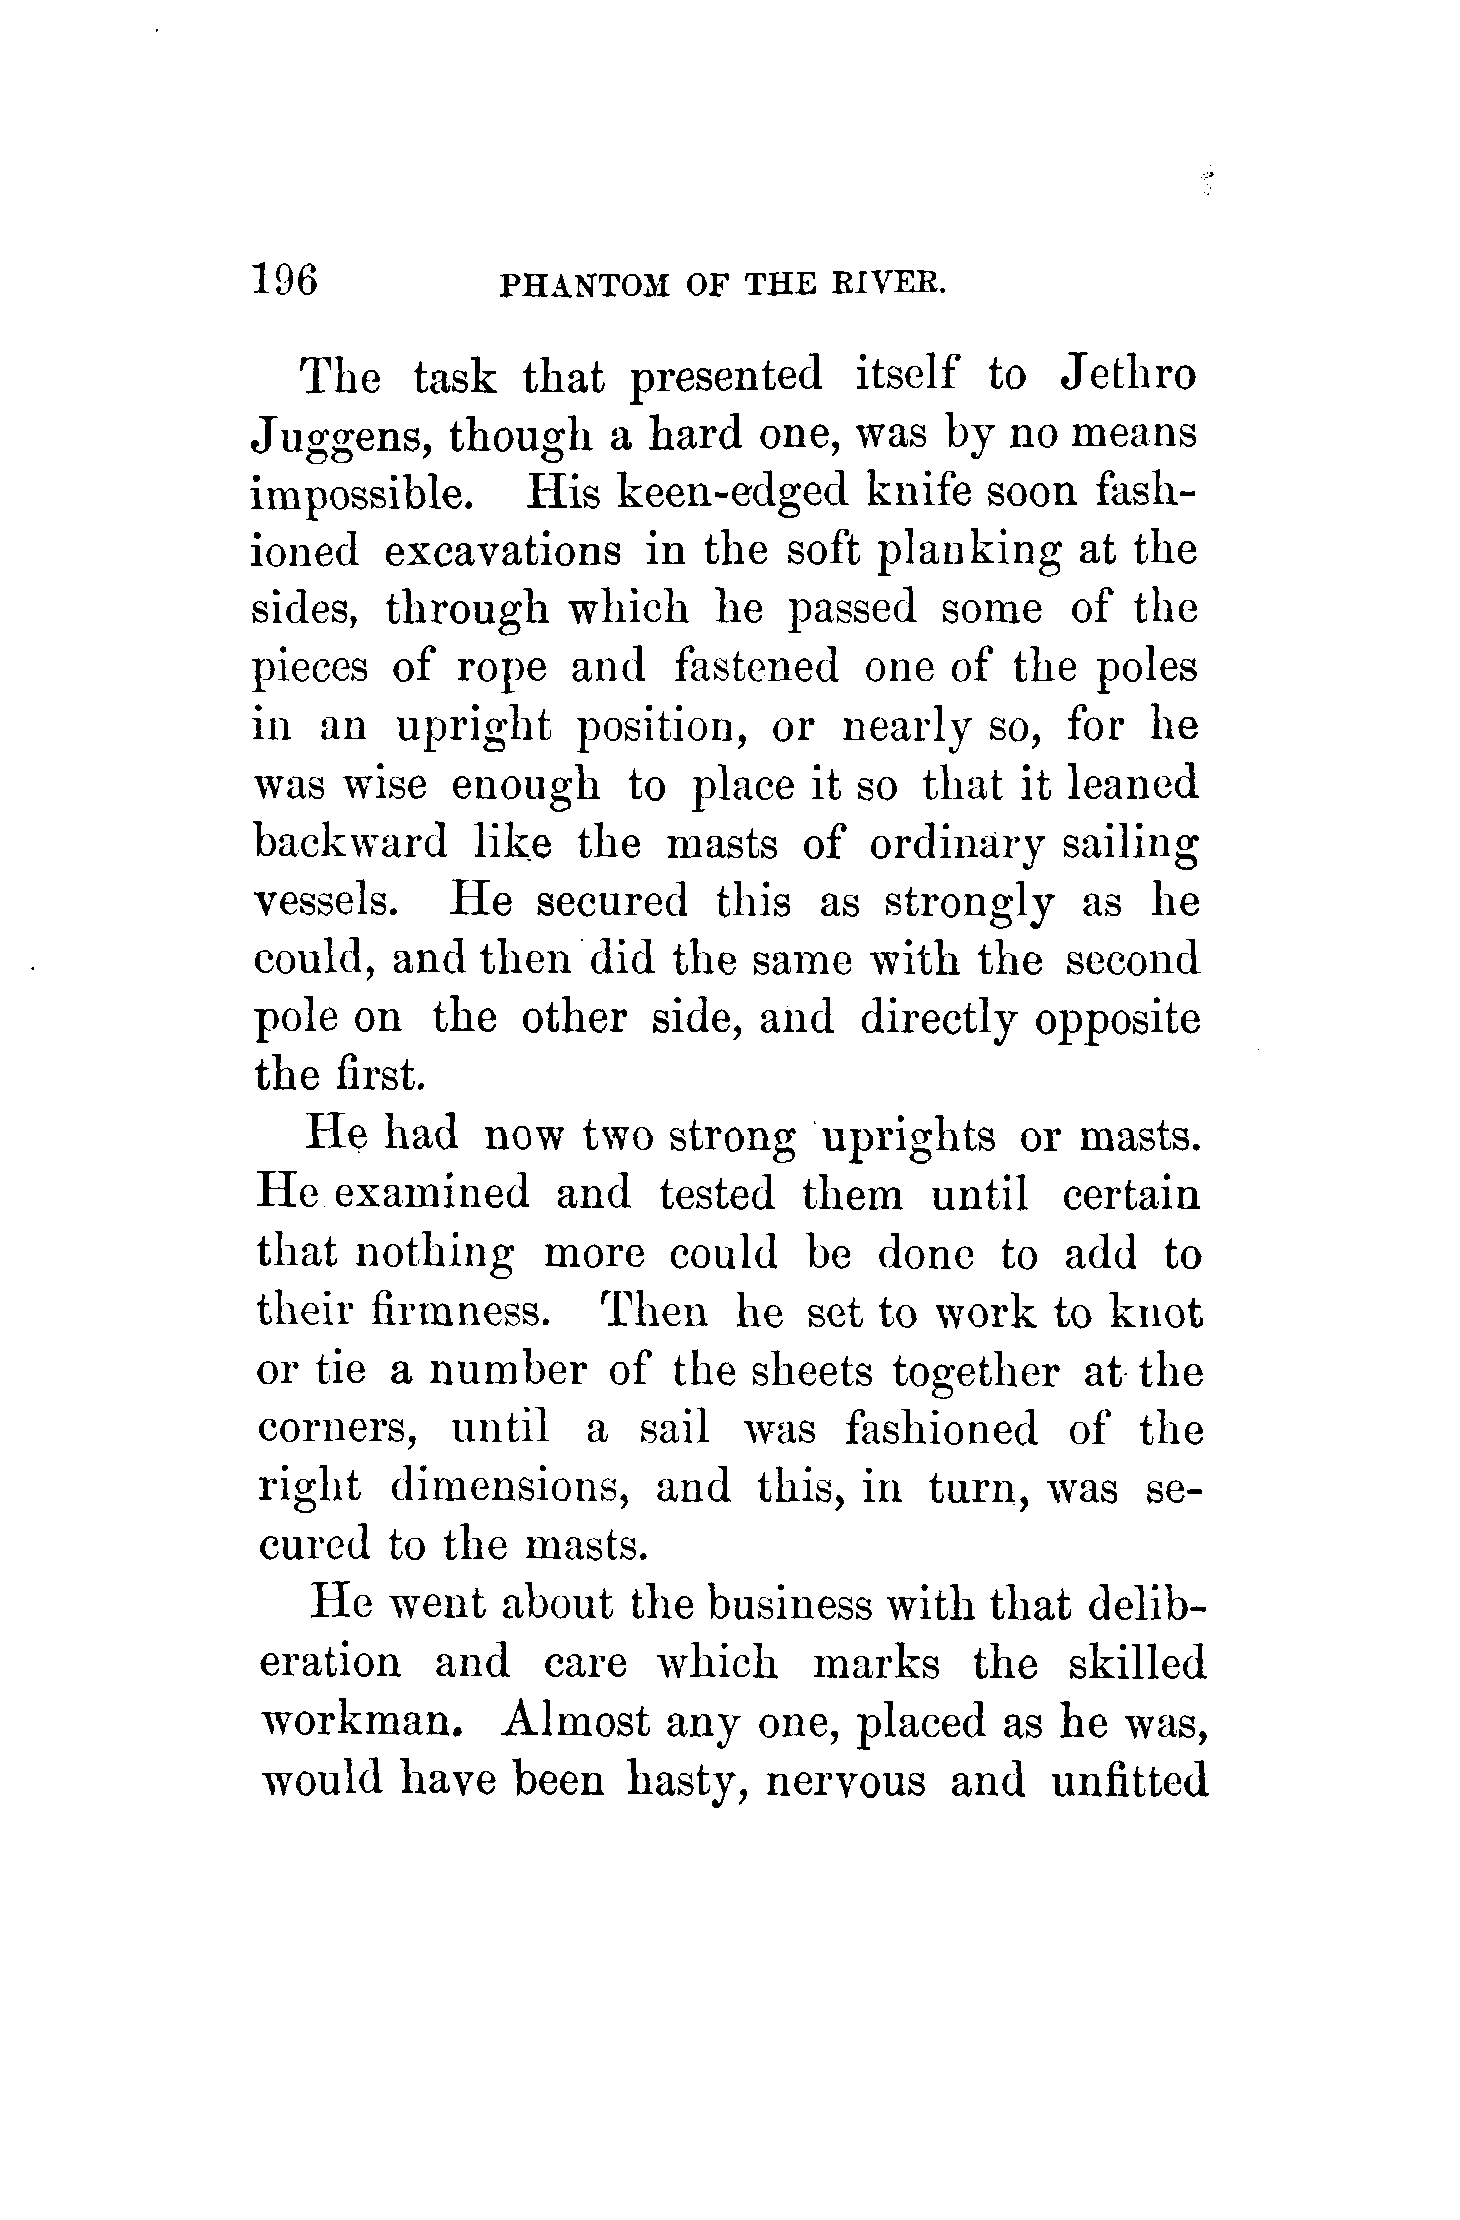 196 PHANTOM OF THE RIVER.
The task that presented itself to Jethro
Juggens, though a hard one, was by no means
impossible. His keen-edged knife soon fash-
ioned excavations in the soft planking at the
sides, through which he passed some of the
pieces of rope and fastened one of the poles
in an upright position, or nearly so, for he
was wise enough to place it so that it leaned
backward like the masts of ordinary sailing
vessels. He secured this as strongly as he
could, and then did the same with the second
pole on the other side, and directly opposite
the first.
He had now two strong uprights or masts.
He examined and tested them until certain
that nothing more could be done to add to
their firmness. Then he set to work to knot
or tie a number of the sheets together at the
corners, until a sail was fashioned of the
right dimensions, and this, in turn, was se-
cured to the masts.
He went about the business with that delib-
eration and care which marks the skilled
workman. Almost any one, placed as he was,
would have been hasty, nervous and unfitted